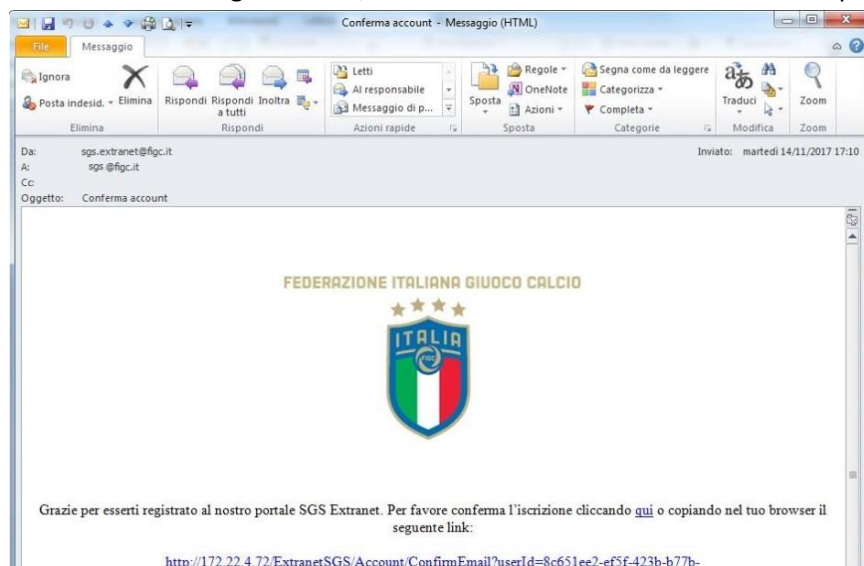 Conferma account - Messaggio (HTML)
File Messaggio
Ignora
Posta indesid.
Elimina
Rispondi
Rispondi a tutti
Inoltra
Letti
Al responsabile
Messaggio di p...
Sposta
Regole
OneNote
Azioni
Segna come da leggere
Categorizza
Completa
Traduci
Zoom
Elimina Rispondi Azioni rapide Sposta Categorie Modifica Zoom
Da: sgs.extranet@figc.it Inviato: martedì 14/11/2017 17:10
A: sgs @figc.it
Cc:
Oggetto: Conferma account
FEDERAZIONE ITALIANA GIUOCO CALCIO
ITALIA
FIGC
Grazie per esserti registrato al nostro portale SGS Extranet. Per favore conferma l'iscrizione cliccando qui o copiando nel tuo browser il
seguente link:
http://172.22.4.72/ExtranetSGS/Account/ConfirmEmail?userId=8c651ee2-ef5f-423b-b77b-